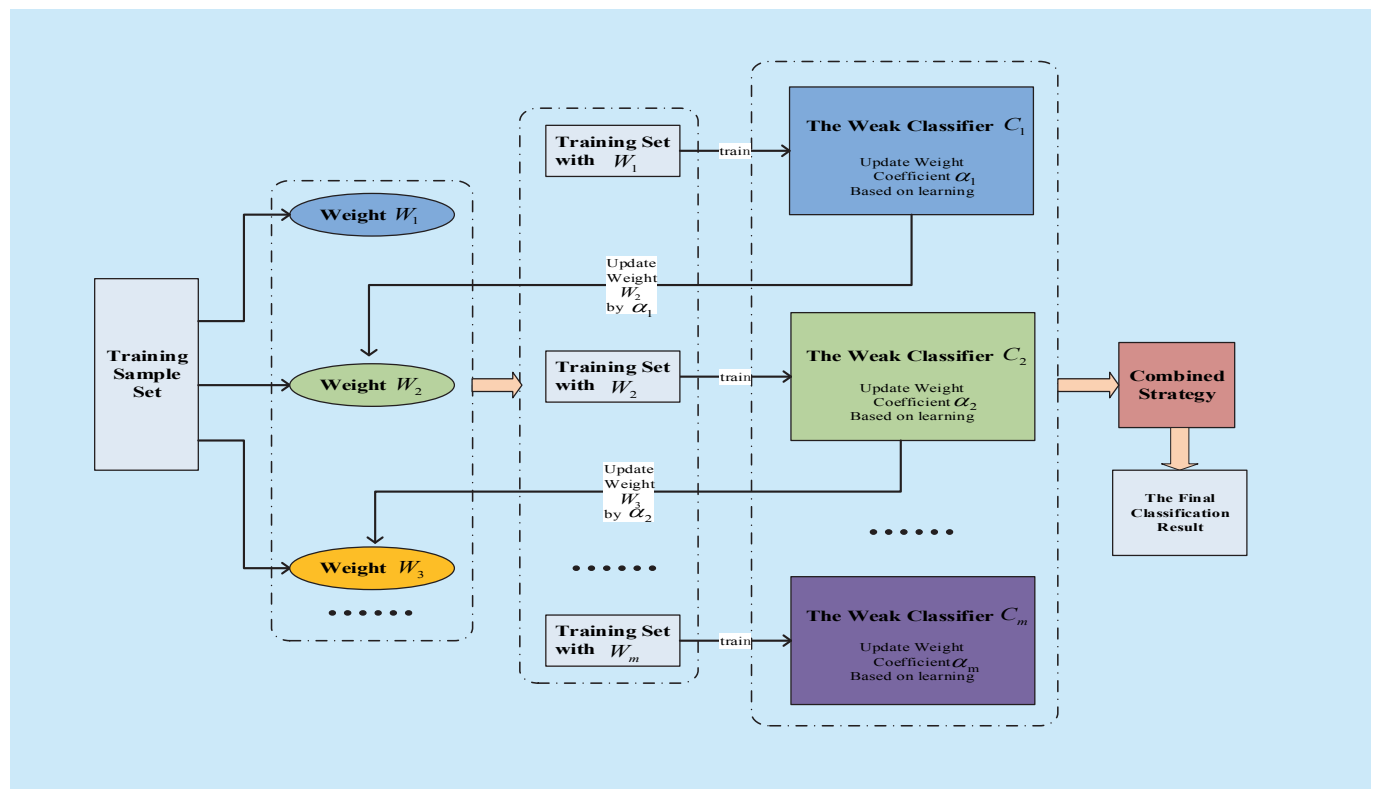 Training
Sample
Set
Weight W₁
Weight W₂
Weight W₃
......
Training Set
with W₁
train
Update
Weight
W₂
by α₁
Training Set
with W₂
train
Update
Weight
W₃
by α₂
......
Training Set
with Wₘ
train
The Weak Classifier C₁
Update Weight
Coefficient α₁
Based on learning
The Weak Classifier C₂
Update Weight
Coefficient α₂
Based on learning
......
The Weak Classifier Cₘ
Update Weight
Coefficient αₘ
Based on learning
Combined
Strategy
The Final
Classification
Result